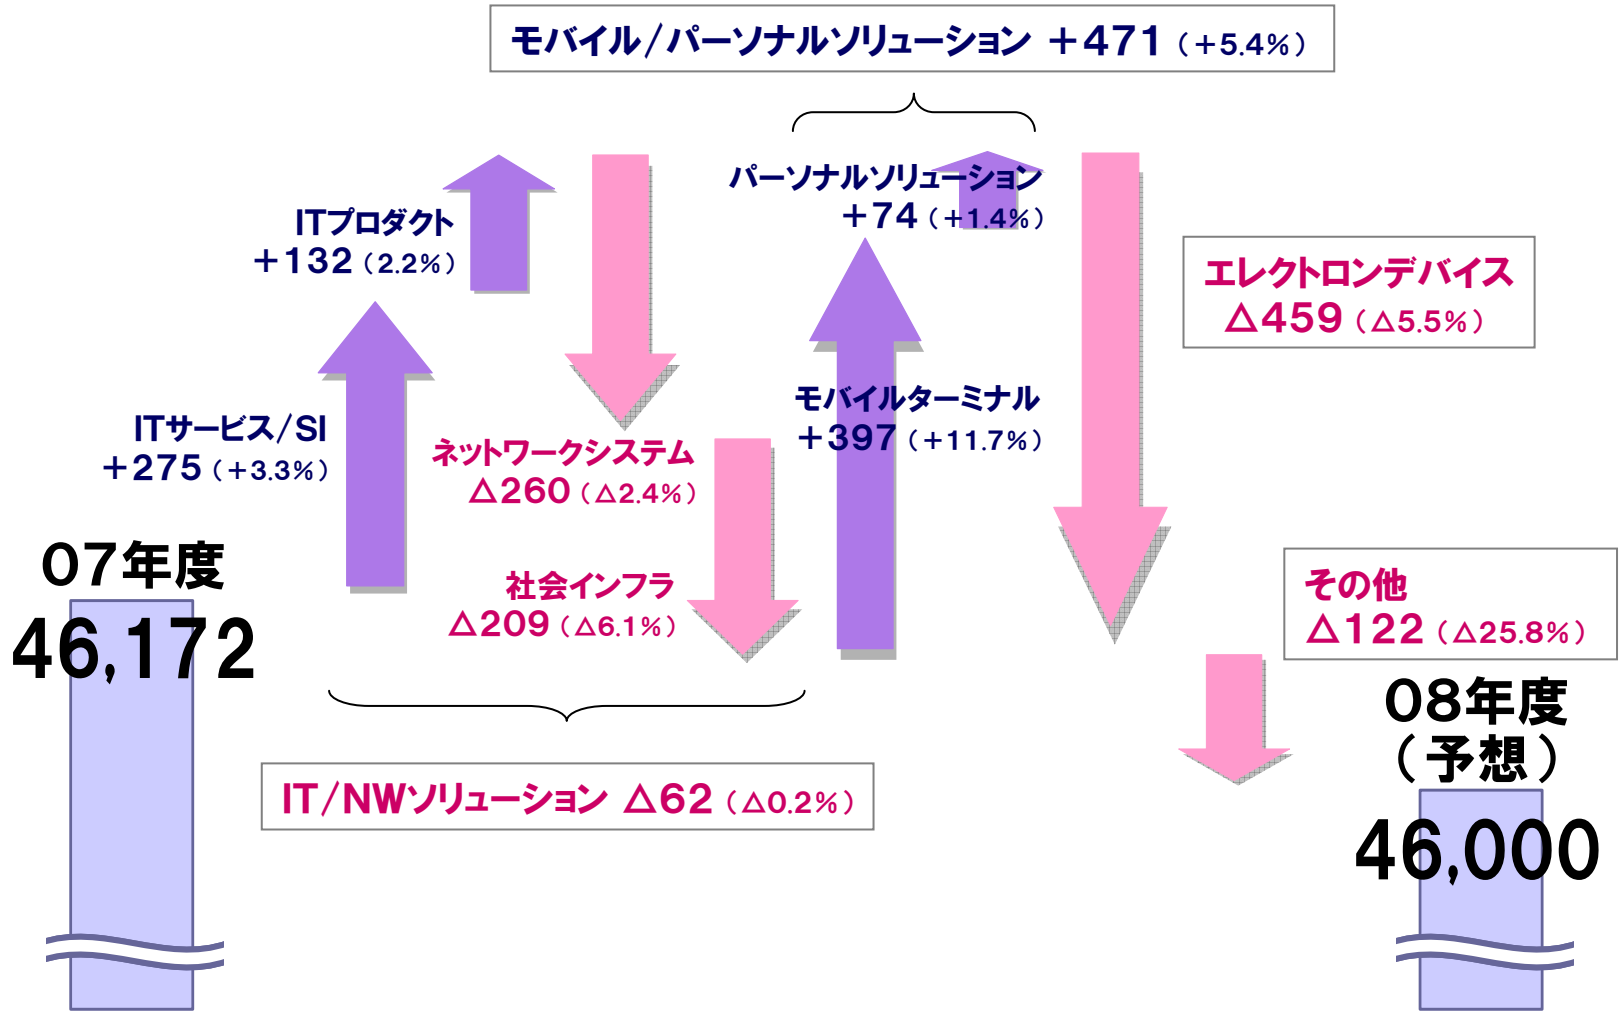 モバイル/パーソナルソリューション +471（+5.4%）
パーソナルソリューション
+74（+1.4%）
ITプロダクト
+132（2.2%）
エレクトロンデバイス
△459（△5.5%）
モバイルターミナル
+397（+11.7%）
ITサービス/SI
+275（+3.3%）
ネットワークシステム
△260（△2.4%）
07年度
46,172
社会インフラ
△209（△6.1%）
その他
△122（△25.8%）
08年度
（予想）
46,000
IT/NWソリューション △62（△0.2%）